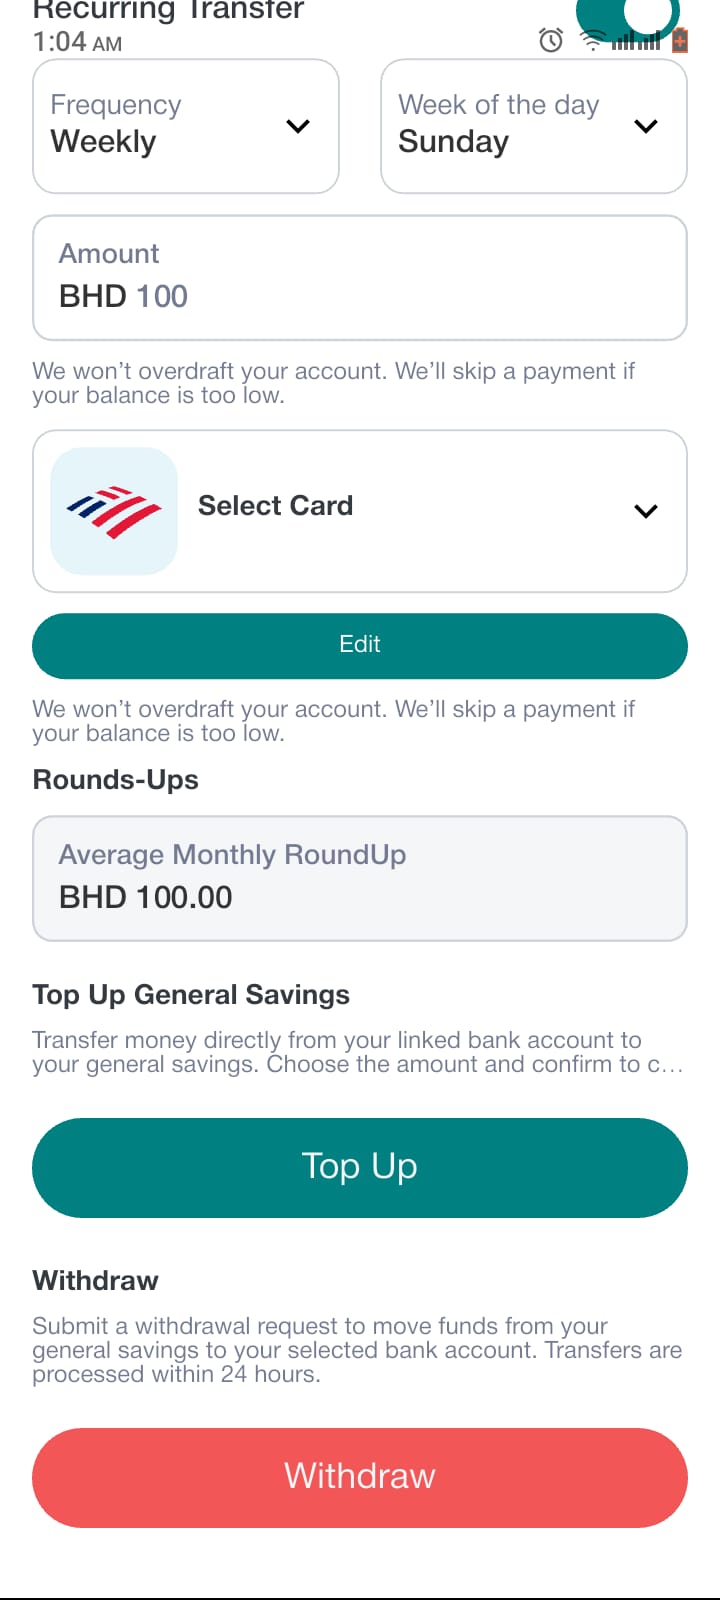 Recurring Transfer
1:04 AM
Frequency
Weekly
Week of the day
Sunday
Amount
BHD 100
We won’t overdraft your account. We’ll skip a payment if
your balance is too low.
Select Card
Edit
We won’t overdraft your account. We’ll skip a payment if
your balance is too low.
Rounds-Ups
Average Monthly RoundUp
BHD 100.00
Top Up General Savings
Transfer money directly from your linked bank account to
your general savings. Choose the amount and confirm to c...
Top Up
Withdraw
Submit a withdrawal request to move funds from your
general savings to your selected bank account. Transfers are
processed within 24 hours.
Withdraw